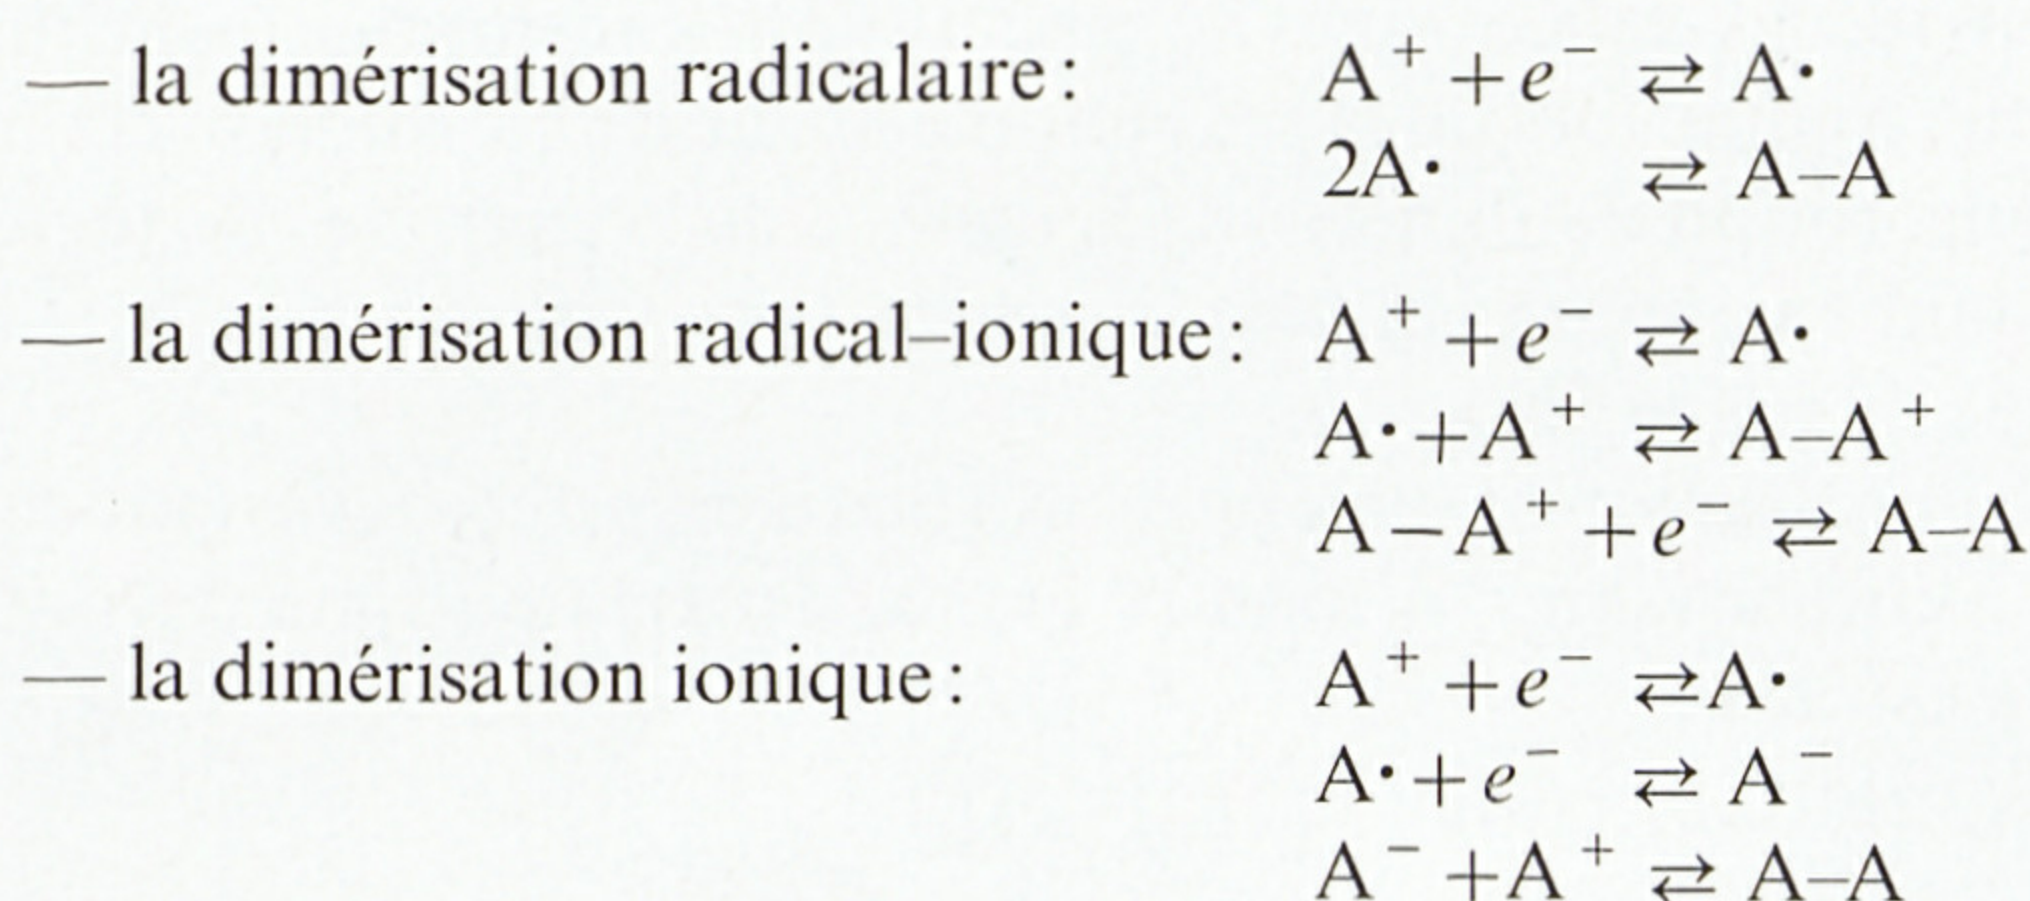 — la dimérisation radicalaire: A⁺ + e⁻ ⇄ A•
2A• ⇄ A–A
— la dimérisation radical–ionique: A⁺ + e⁻ ⇄ A•
A• + A⁺ ⇄ A–A⁺
A–A⁺ + e⁻ ⇄ A–A
— la dimérisation ionique: A⁺ + e⁻ ⇄ A•
A• + e⁻ ⇄ A⁻
A⁻ + A⁺ ⇄ A–A